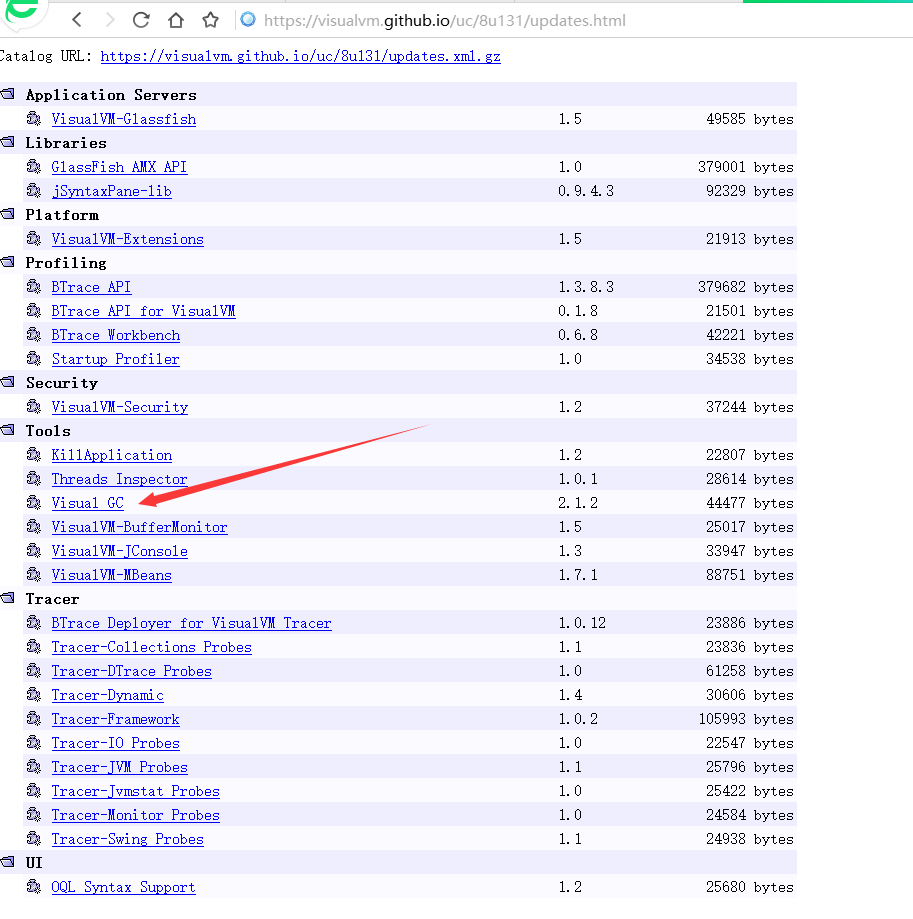 https://visualvm.github.io/uc/8u131/updates.html
Catalog URL: https://visualvm.github.io/uc/8u131/updates.xml.gz
Application Servers
VisualVM-Glassfish 1.5 49585 bytes
Libraries
GlassFish AMX API 1.0 379001 bytes
jSyntaxPane-lib 0.9.4.3 92329 bytes
Platform
VisualVM-Extensions 1.5 21913 bytes
Profiling
BTrace API 1.3.8.3 379682 bytes
BTrace API for VisualVM 0.1.8 21501 bytes
BTrace Workbench 0.6.8 42221 bytes
Startup Profiler 1.0 34538 bytes
Security
VisualVM-Security 1.2 37244 bytes
Tools
KillApplication 1.2 22807 bytes
Threads Inspector 1.0.1 28614 bytes
Visual GC 2.1.2 44477 bytes
VisualVM-BufferMonitor 1.5 25017 bytes
VisualVM-JConsole 1.3 33947 bytes
VisualVM-MBeans 1.7.1 88751 bytes
Tracer
BTrace Deployer for VisualVM Tracer 1.0.12 23886 bytes
Tracer-Collections Probes 1.1 23836 bytes
Tracer-DTrace Probes 1.0 61258 bytes
Tracer-Dynamic 1.4 30606 bytes
Tracer-Framework 1.0.2 105993 bytes
Tracer-IO Probes 1.0 22547 bytes
Tracer-JVM Probes 1.1 25796 bytes
Tracer-Jvmstat Probes 1.0 25422 bytes
Tracer-Monitor Probes 1.0 24584 bytes
Tracer-Swing Probes 1.1 24938 bytes
UI
OQL Syntax Support 1.2 25680 bytes